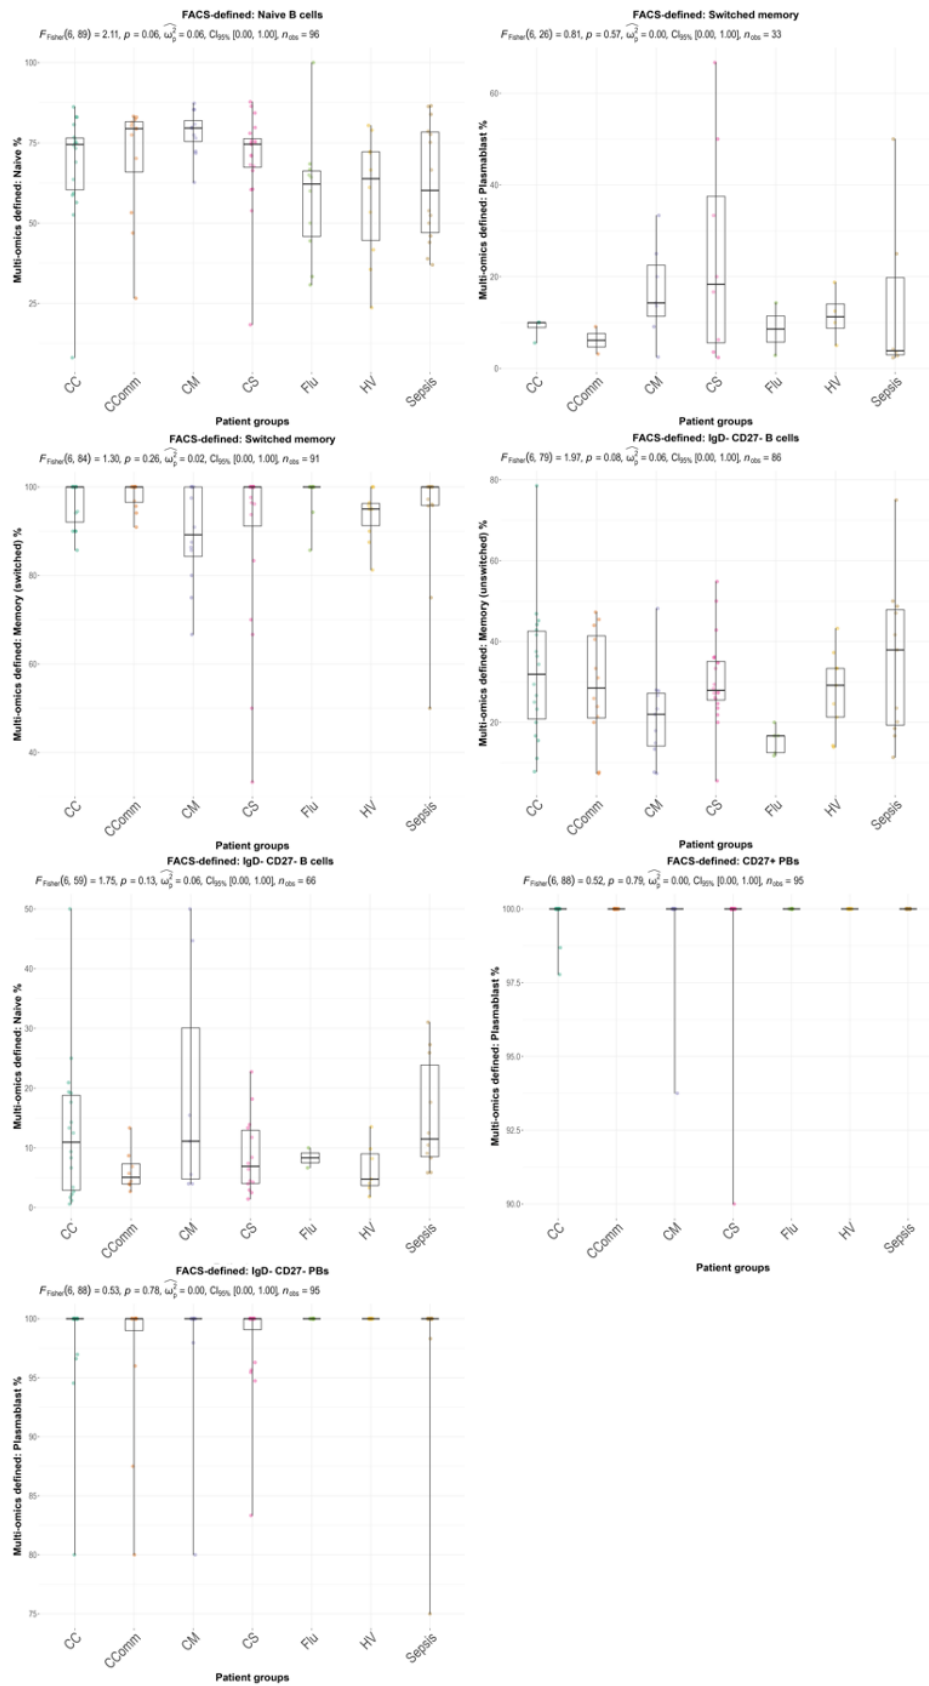 FACS-defined: Naive B cells
F Fisher(6, 89) = 2.11, p = 0.06, ω̂²p = 0.06, CI95% [0.00, 1.00], nobs = 96
Multi-omics defined: Naive %
100
75
50
25
CC
CComm
CM
CS
Flu
HV
Sepsis
Patient groups
FACS-defined: Switched memory
F Fisher(6, 26) = 0.81, p = 0.57, ω̂²p = 0.00, CI95% [0.00, 1.00], nobs = 33
Multi-omics defined: Plasmablast %
60
40
20
0
CC
CComm
CM
CS
Flu
HV
Sepsis
Patient groups
FACS-defined: Switched memory
F Fisher(6, 84) = 1.30, p = 0.26, ω̂²p = 0.02, CI95% [0.00, 1.00], nobs = 91
Multi-omics defined: Memory (switched) %
100
80
60
40
CC
CComm
CM
CS
Flu
HV
Sepsis
Patient groups
FACS-defined: IgD- CD27- B cells
F Fisher(6, 79) = 1.97, p = 0.08, ω̂²p = 0.06, CI95% [0.00, 1.00], nobs = 86
Multi-omics defined: Memory (unswitched) %
80
60
40
20
CC
CComm
CM
CS
Flu
HV
Sepsis
Patient groups
FACS-defined: IgD- CD27- B cells
F Fisher(6, 59) = 1.75, p = 0.13, ω̂²p = 0.06, CI95% [0.00, 1.00], nobs = 66
Multi-omics defined: Naive %
50
40
30
20
10
0
CC
CComm
CM
CS
Flu
HV
Sepsis
FACS-defined: CD27+ PBs
F Fisher(6, 88) = 0.52, p = 0.79, ω̂²p = 0.00, CI95% [0.00, 1.00], nobs = 95
Multi-omics defined: Plasmablast %
100.0
97.5
95.0
92.5
90.0
CC
CComm
CM
CS
Flu
HV
Sepsis
Patient groups
FACS-defined: IgD- CD27- PBs
F Fisher(6, 88) = 0.53, p = 0.78, ω̂²p = 0.00, CI95% [0.00, 1.00], nobs = 95
Multi-omics defined: Plasmablast %
100
95
90
85
80
75
CC
CComm
CM
CS
Flu
HV
Sepsis
Patient groups